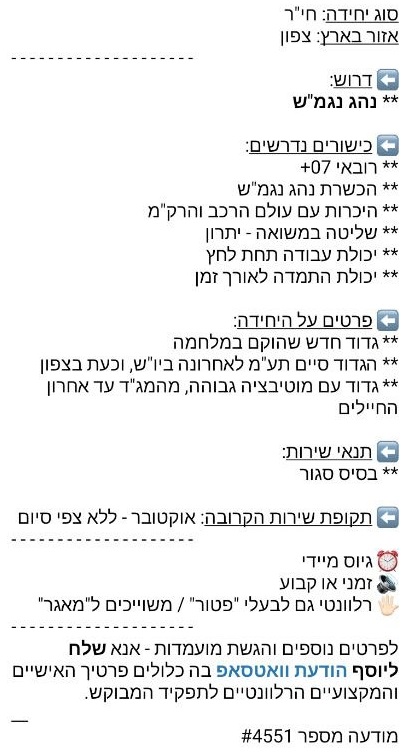 סוג יחידה: חי"ר
אזור בארץ: צפון
- - - - - - - - - - - - - - - - - - -
⬅️ דרוש:
** נהג נגמ"ש
⬅️ כישורים נדרשים:
** רובאי 07+
** הכשרת נהג נגמ"ש
** היכרות עם עולם הרכב והרק"מ
** שליטה במשואה - יתרון
** יכולת עבודה תחת לחץ
** יכולת התמדה לאורך זמן
⬅️ פרטים על היחידה:
** גדוד חדש שהוקם במלחמה
** הגדוד סיים תע"מ לאחרונה ביו"ש, וכעת בצפון
** גדוד עם מוטיבציה גבוהה, מהמג"ד עד אחרון
החיילים
⬅️ תנאי שירות:
** בסיס סגור
⬅️ תקופת שירות הקרובה: אוקטובר - ללא צפי סיום
- - - - - - - - - - - - - - - - - - -
⏰ גיוס מיידי
🔊 זמני או קבוע
🖐🏻 רלוונטי גם לבעלי "פטור" / משוייכים ל"מאגר"
- - - - - - - - - - - - - - - - - - -
לפרטים נוספים והגשת מועמדות - אנא שלח
ליוסף הודעת וואטסאפ בה כלולים פרטיך האישיים
והמקצועיים הרלוונטיים לתפקיד המבוקש.
__
מודעה מספר 4551#